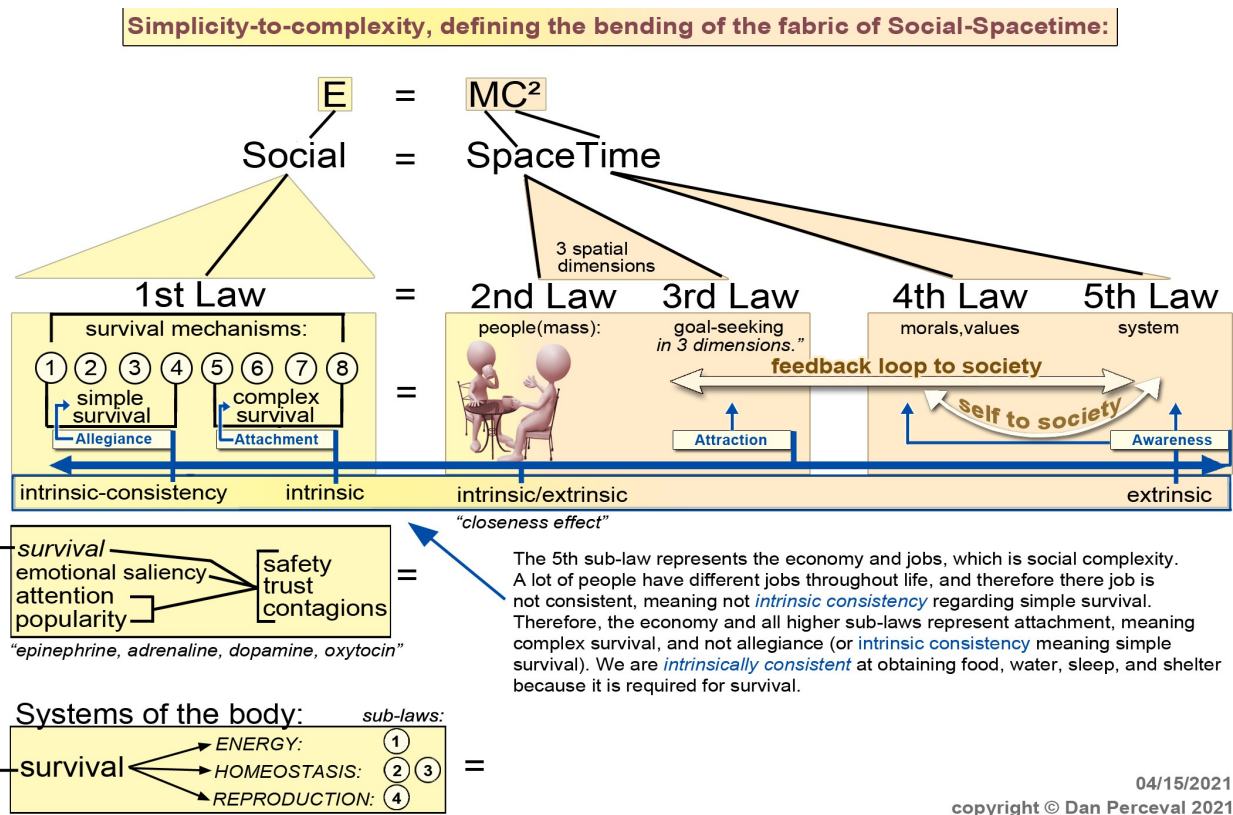 Simplicity-to-complexity, defining the bending of the fabric of Social-Spacetime:
E = MC²
Social = SpaceTime
3 spatial
dimensions
1st Law = 2nd Law 3rd Law 4th Law 5th Law
survival mechanisms:
people(mass):
goal-seeking
in 3 dimensions."
morals,values
system
1 2 3 4 5 6 7 8
simple
survival
complex
survival
=
feedback loop to society
self to society
Allegiance
Attachment
Attraction
Awareness
intrinsic-consistency
intrinsic
intrinsic/extrinsic
extrinsic
"closeness effect"
survival
emotional saliency
attention
popularity
safety
trust
contagions
=
"epinephrine, adrenaline, dopamine, oxytocin"
The 5th sub-law represents the economy and jobs, which is social complexity.
A lot of people have different jobs throughout life, and therefore there job is
not consistent, meaning not intrinsic consistency regarding simple survival.
Therefore, the economy and all higher sub-laws represent attachment, meaning
complex survival, and not allegiance (or intrinsic consistency meaning simple
survival). We are intrinsically consistent at obtaining food, water, sleep, and shelter
because it is required for survival.
Systems of the body:
sub-laws:
survival
ENERGY: 1
HOMEOSTASIS: 2 3
REPRODUCTION: 4
=
04/15/2021
copyright © Dan Perceval 2021